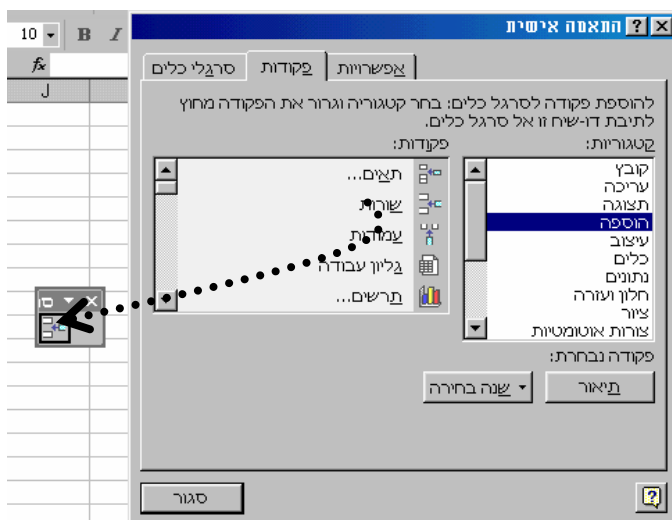 התאמה אישית
10
B I
fx
J
סרגלי כלים
פקודות
אפשרויות
להוספת פקודה לסרגל כלים: בחר קטגוריה וגרור את הפקודה מחוץ
לתיבת דו-שיח זו אל סרגל כלים.
קטגוריות:
קובץ
עריכה
תצוגה
הוספה
עיצוב
כלים
נתונים
חלון ועזרה
ציור
צורות אוטומטיות
פקודות:
תאים...
שורות
עמודות
גליון עבודה
תרשים...
פקודה נבחרת:
תיאור
שנה בחירה
סגור